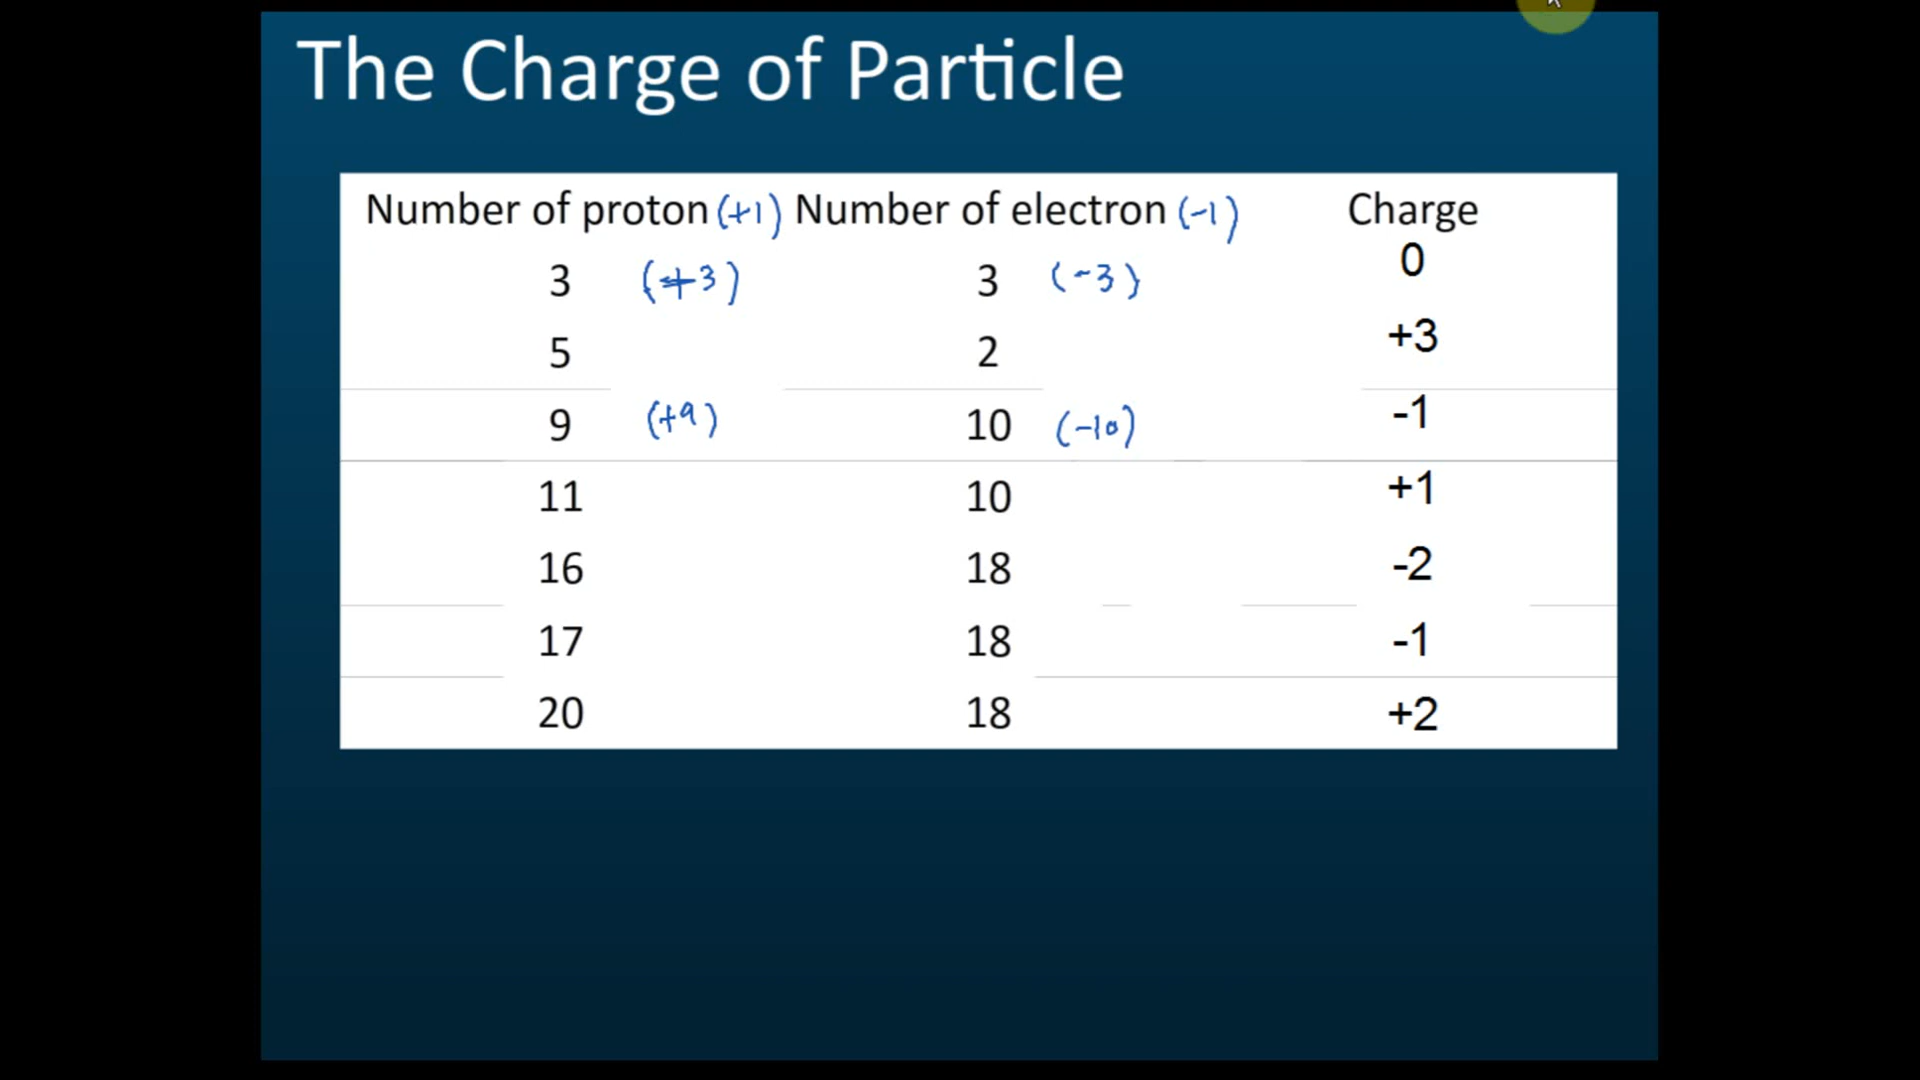 The Charge of Particle
Number of proton (+1) Number of electron (-1) Charge
3 (+3) 3 (-3) 0
5 2 +3
9 (+9) 10 (-10) -1
11 10 +1
16 18 -2
17 18 -1
20 18 +2